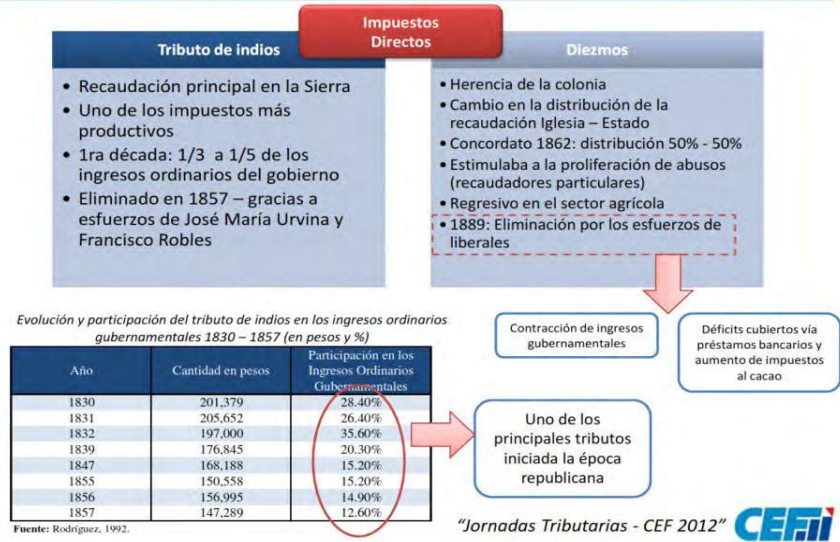 Impuestos
Directos
Tributo de indios
• Recaudación principal en la Sierra
• Uno de los impuestos más
productivos
• 1ra década: 1/3 a 1/5 de los
ingresos ordinarios del gobierno
• Eliminado en 1857 – gracias a
esfuerzos de José María Urvina y
Francisco Robles
Diezmos
• Herencia de la colonia
• Cambio en la distribución de la
recaudación Iglesia – Estado
• Concordato 1862: distribución 50% - 50%
• Estimulaba a la proliferación de abusos
(recaudadores particulares)
• Regresivo en el sector agrícola
• 1889: Eliminación por los esfuerzos de
liberales
Contracción de ingresos
gubernamentales
Déficits cubiertos vía
préstamos bancarios y
aumento de impuestos
al cacao
Evolución y participación del tributo de indios en los ingresos ordinarios
gubernamentales 1830 – 1857 (en pesos y %)
Año Cantidad en pesos Participación en los
Ingresos Ordinarios
Gubernamentales
1830 201,379 28.40%
1831 205,652 26.40%
1832 197,000 35.60%
1839 176,845 20.30%
1847 168,188 15.20%
1855 150,558 15.20%
1856 156,995 14.90%
1857 147,289 12.60%
Fuente: Rodríguez, 1992.
Uno de los
principales tributos
iniciada la época
republicana
“Jornadas Tributarias - CEF 2012”
CEF